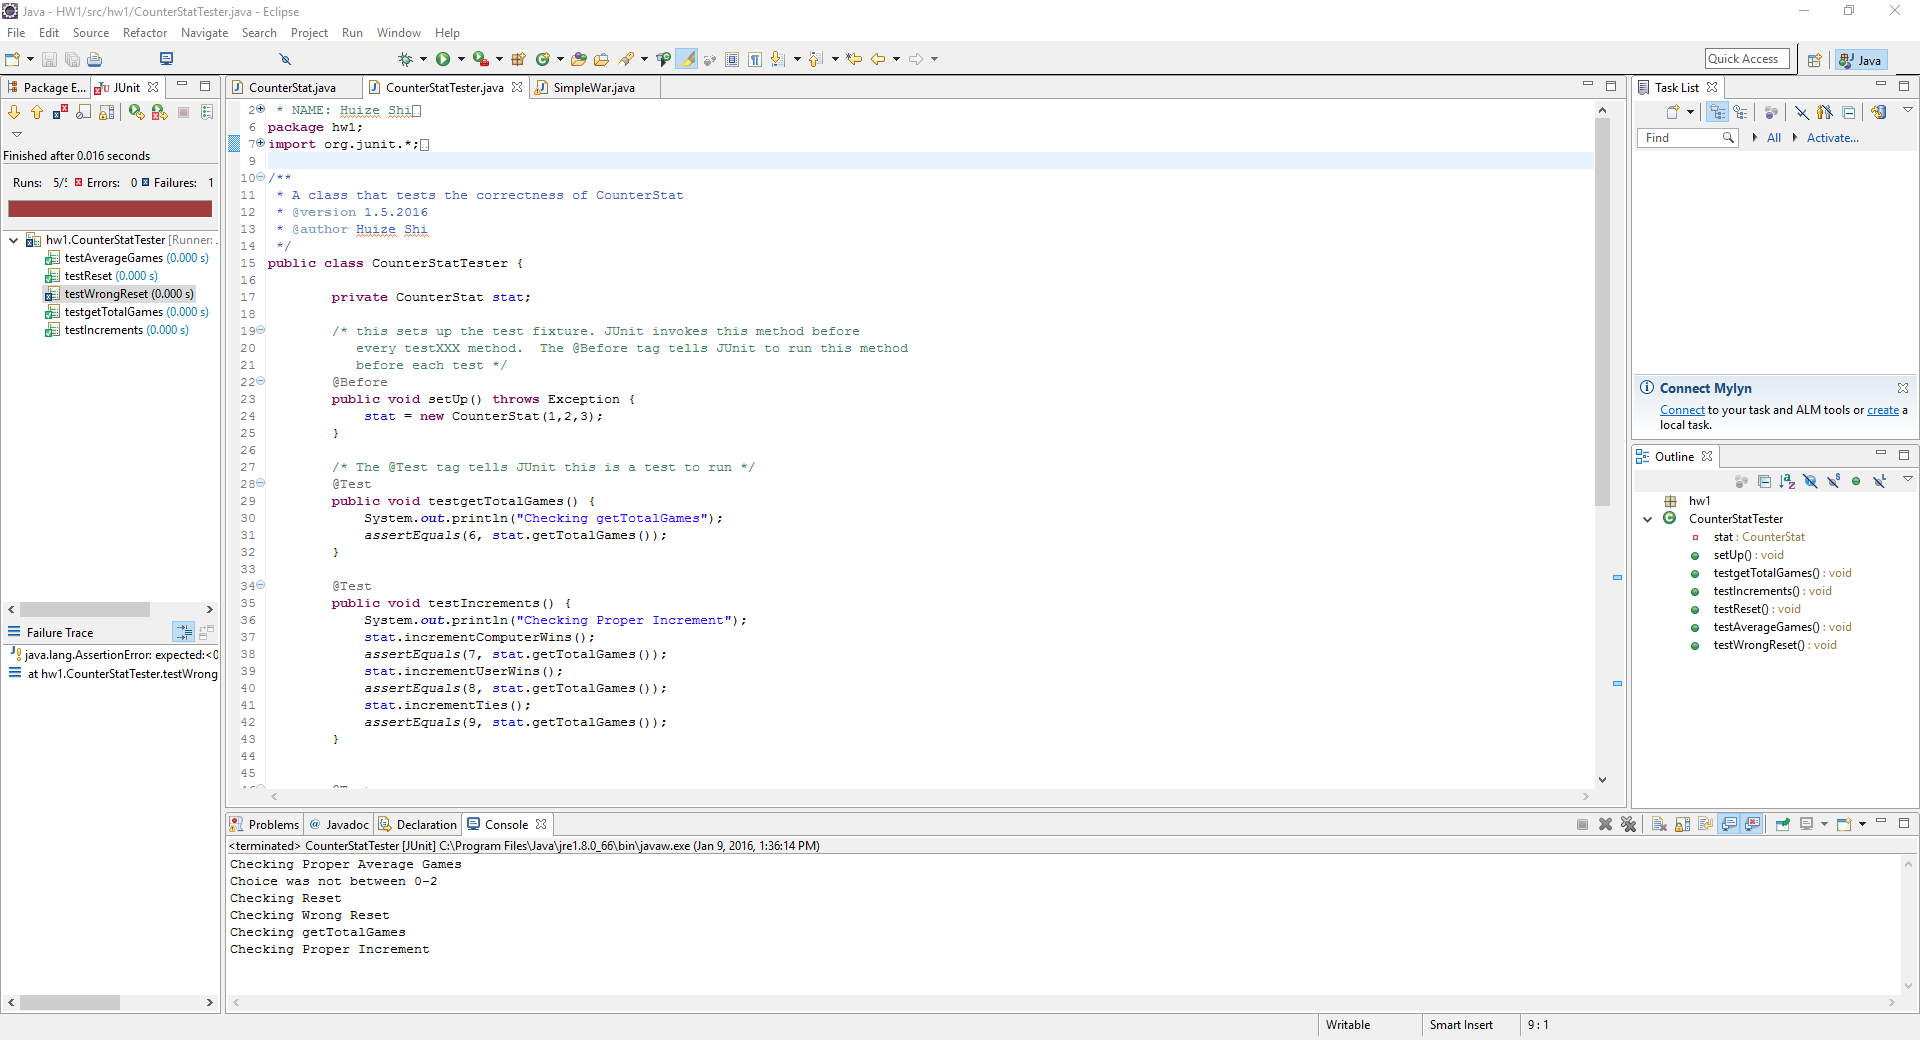 Java - HW1/src/hw1/CounterStatTester.java - Eclipse
File Edit Source Refactor Navigate Search Project Run Window Help
Quick Access
Java
Package E...
JUnit
Finished after 0.016 seconds
Runs: 5/5 Errors: 0 Failures: 1
hw1.CounterStatTester [Runner: .
testAverageGames (0.000 s)
testReset (0.000 s)
testWrongReset (0.000 s)
testgetTotalGames (0.000 s)
testIncrements (0.000 s)
Failure Trace
java.lang.AssertionError: expected:<0
at hw1.CounterStatTester.testWrong
CounterStat.java
CounterStatTester.java
SimpleWar.java
2 * NAME: Huize Shi
6 package hw1;
7 import org.junit.*;
9
10 /**
11 * A class that tests the correctness of CounterStat
12 * @version 1.5.2016
13 * @author Huize Shi
14 */
15 public class CounterStatTester {
16
17 private CounterStat stat;
18
19 /* this sets up the test fixture. JUnit invokes this method before
20 every testXXX method. The @Before tag tells JUnit to run this method
21 before each test */
22 @Before
23 public void setUp() throws Exception {
24 stat = new CounterStat(1,2,3);
25 }
26
27 /* The @Test tag tells JUnit this is a test to run */
28 @Test
29 public void testgetTotalGames() {
30 System.out.println("Checking getTotalGames");
31 assertEquals(6, stat.getTotalGames());
32 }
33
34 @Test
35 public void testIncrements() {
36 System.out.println("Checking Proper Increment");
37 stat.incrementComputerWins();
38 assertEquals(7, stat.getTotalGames());
39 stat.incrementUserWins();
40 assertEquals(8, stat.getTotalGames());
41 stat.incrementTies();
42 assertEquals(9, stat.getTotalGames());
43 }
44
45
Problems
Javadoc
Declaration
Console
<terminated> CounterStatTester [JUnit] C:\Program Files\Java\jre1.8.0_66\bin\javaw.exe (Jan 9, 2016, 1:36:14 PM)
Checking Proper Average Games
Choice was not between 0-2
Checking Reset
Checking Wrong Reset
Checking getTotalGames
Checking Proper Increment
Task List
Find All Activate...
Connect Mylyn
Connect to your task and ALM tools or create a
local task.
Outline
hw1
CounterStatTester
stat : CounterStat
setUp() : void
testgetTotalGames() : void
testIncrements() : void
testReset() : void
testAverageGames() : void
testWrongReset() : void
Writable
Smart Insert
9 : 1